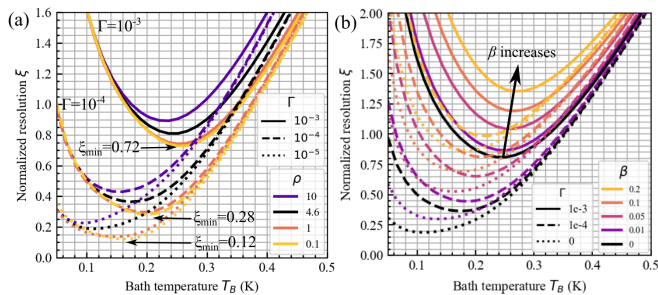 (a)
Normalized resolution ξ
1.6
1.4
1.2
1.0
0.8
0.6
0.4
0.2
0.0
Γ=10⁻³
Γ=10⁻⁴
ξmin=0.72
ξmin=0.28
ξmin=0.12
Γ
10⁻³
10⁻⁴
10⁻⁵
ρ
10
4.6
1
0.1
0.1 0.2 0.3 0.4 0.5
Bath temperature T_B (K)
(b)
Normalized resolution ξ
2.00
1.75
1.50
1.25
1.00
0.75
0.50
0.25
0.00
β increases
Γ
1e-3
1e-4
0
β
0.2
0.1
0.05
0.01
0
0.1 0.2 0.3 0.4 0.5
Bath temperature T_B (K)